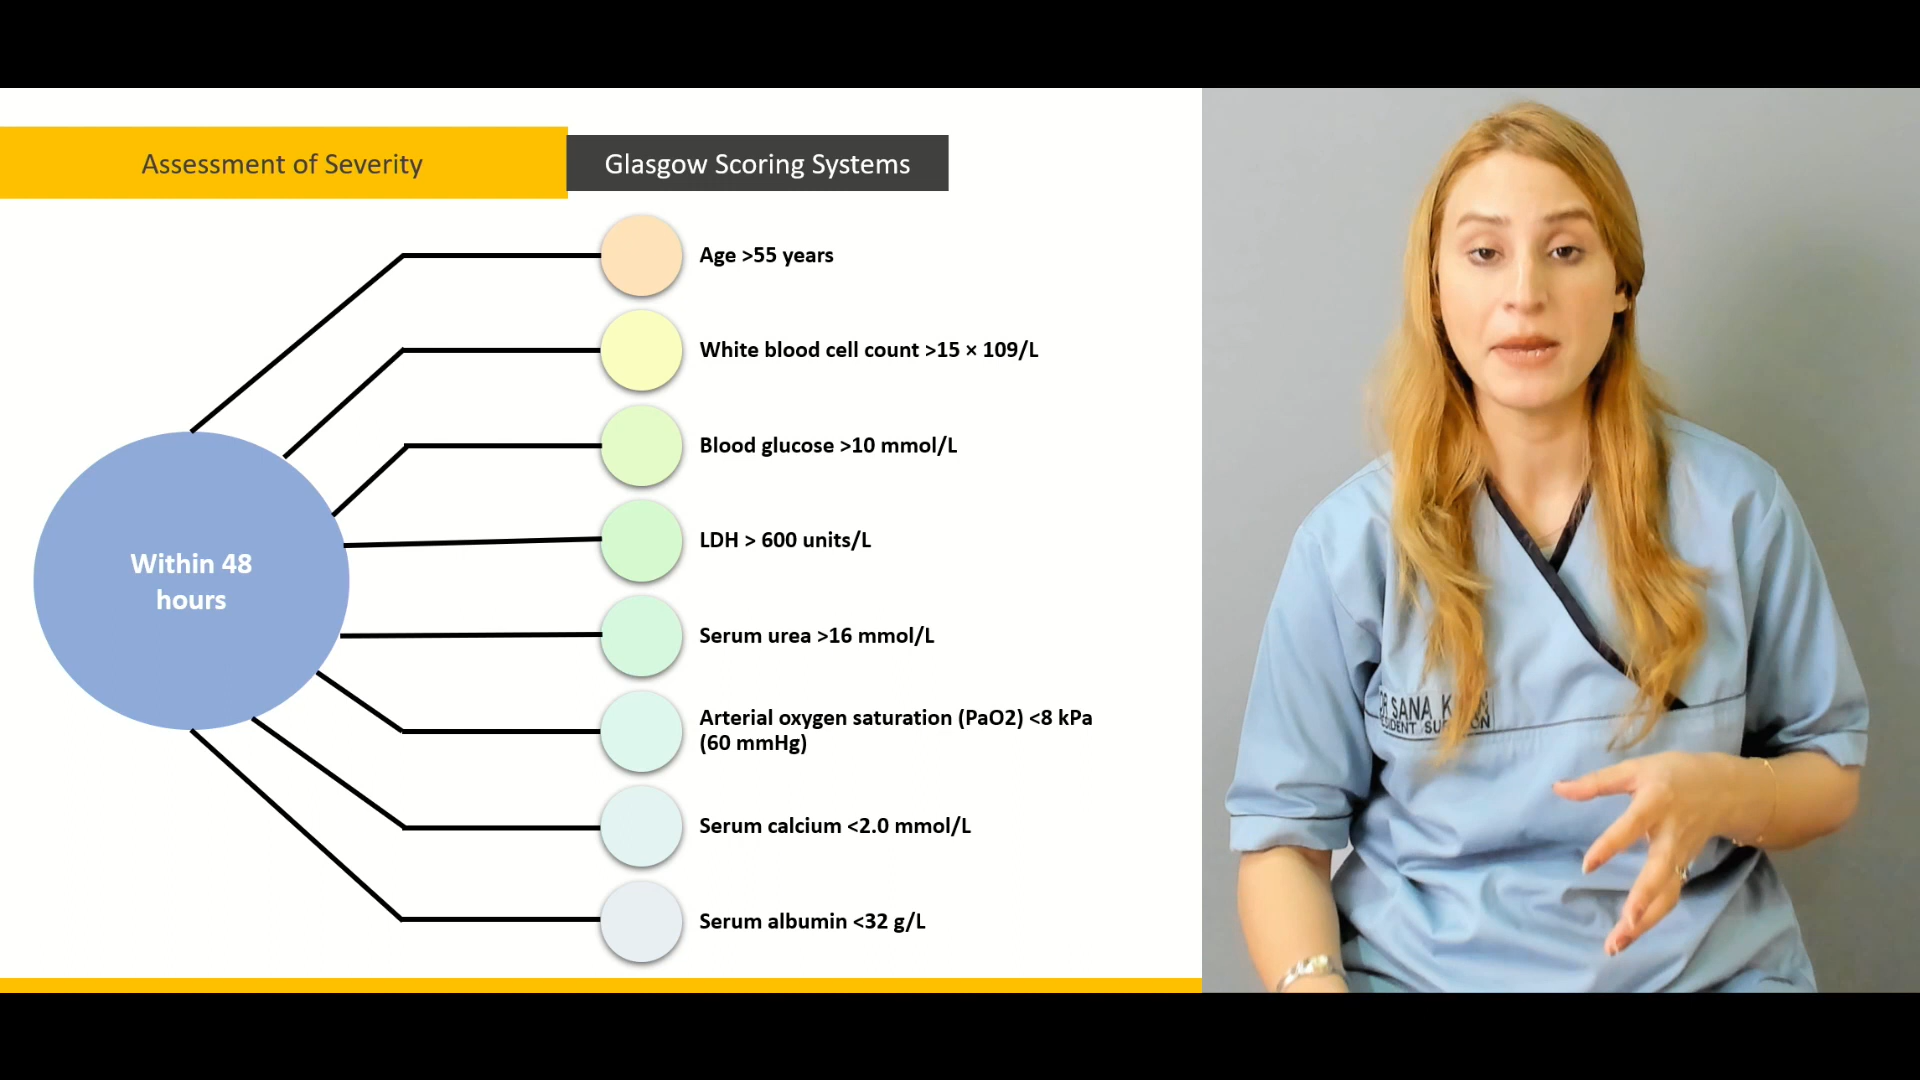 Assessment of Severity
Glasgow Scoring Systems
Within 48
hours
Age >55 years
White blood cell count >15 × 109/L
Blood glucose >10 mmol/L
LDH > 600 units/L
Serum urea >16 mmol/L
Arterial oxygen saturation (PaO2) <8 kPa
(60 mmHg)
Serum calcium <2.0 mmol/L
Serum albumin <32 g/L
SANA